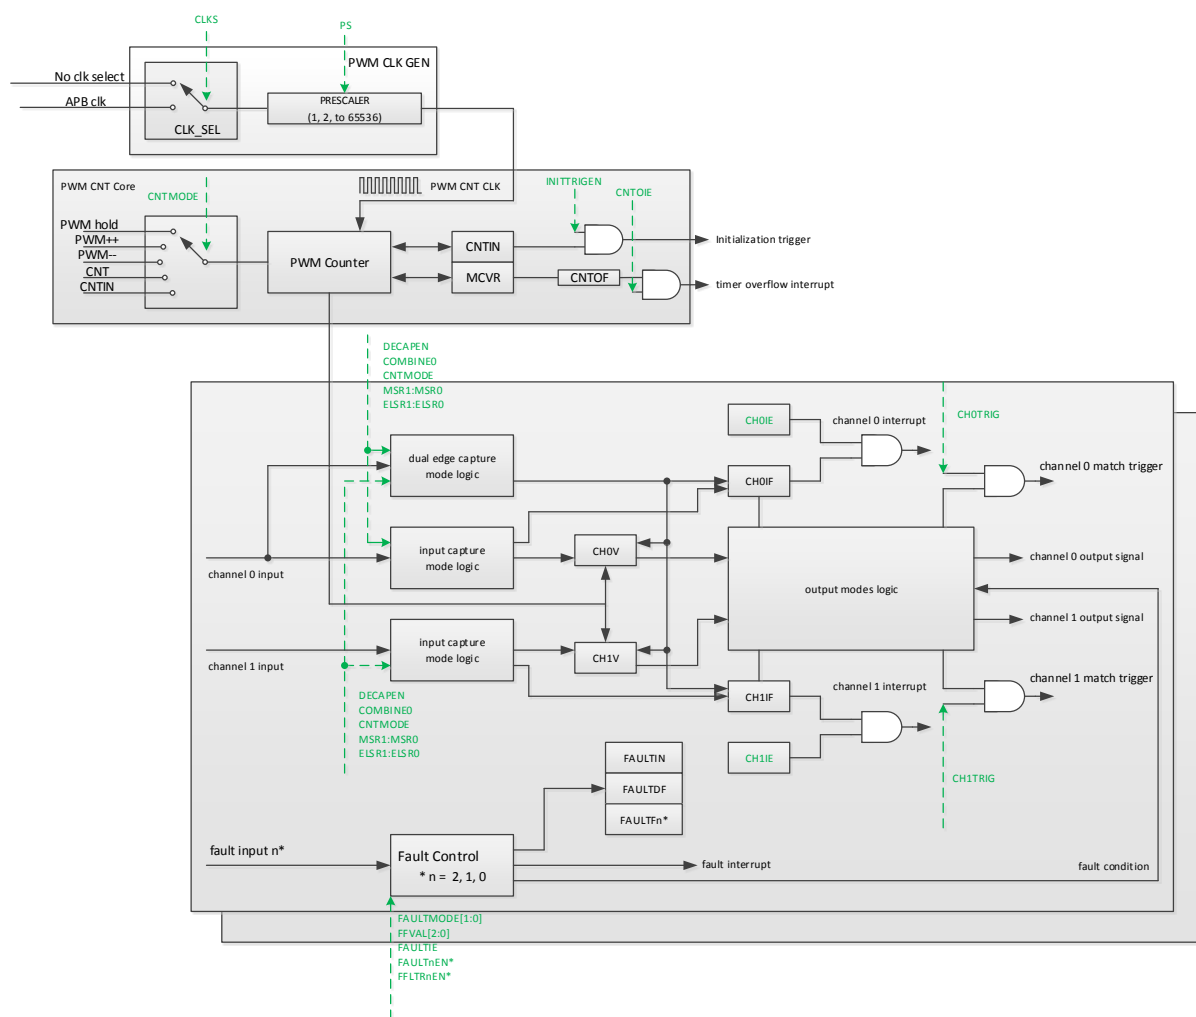 CLKS
PS
PWM CLK GEN
No clk select
APB clk
CLK_SEL
PRESCALER
(1, 2, to 65536)
PWM CNT Core
CNTMODE
PWM CNT CLK
INITTRIGEN
CNTOIE
PWM hold
PWM++
PWM--
CNT
CNTIN
PWM Counter
CNTIN
MCVR
CNTOF
Initialization trigger
timer overflow interrupt
DECAPEN
COMBINE0
CNTMODE
MSR1:MSR0
ELSR1:ELSR0
CH0IE
channel 0 interrupt
CH0TRIG
dual edge capture
mode logic
CH0IF
channel 0 match trigger
input capture
mode logic
CH0V
channel 0 input
output modes logic
channel 0 output signal
channel 1 output signal
input capture
mode logic
CH1V
channel 1 input
CH1IF
channel 1 interrupt
channel 1 match trigger
DECAPEN
COMBINE0
CNTMODE
MSR1:MSR0
ELSR1:ELSR0
CH1IE
CH1TRIG
FAULTIN
FAULTDF
FAULTFn*
fault input n*
Fault Control
* n = 2, 1, 0
fault interrupt
fault condition
FAULTMODE[1:0]
FFVAL[2:0]
FAULTIE
FAULTnEN*
FFLTRnEN*